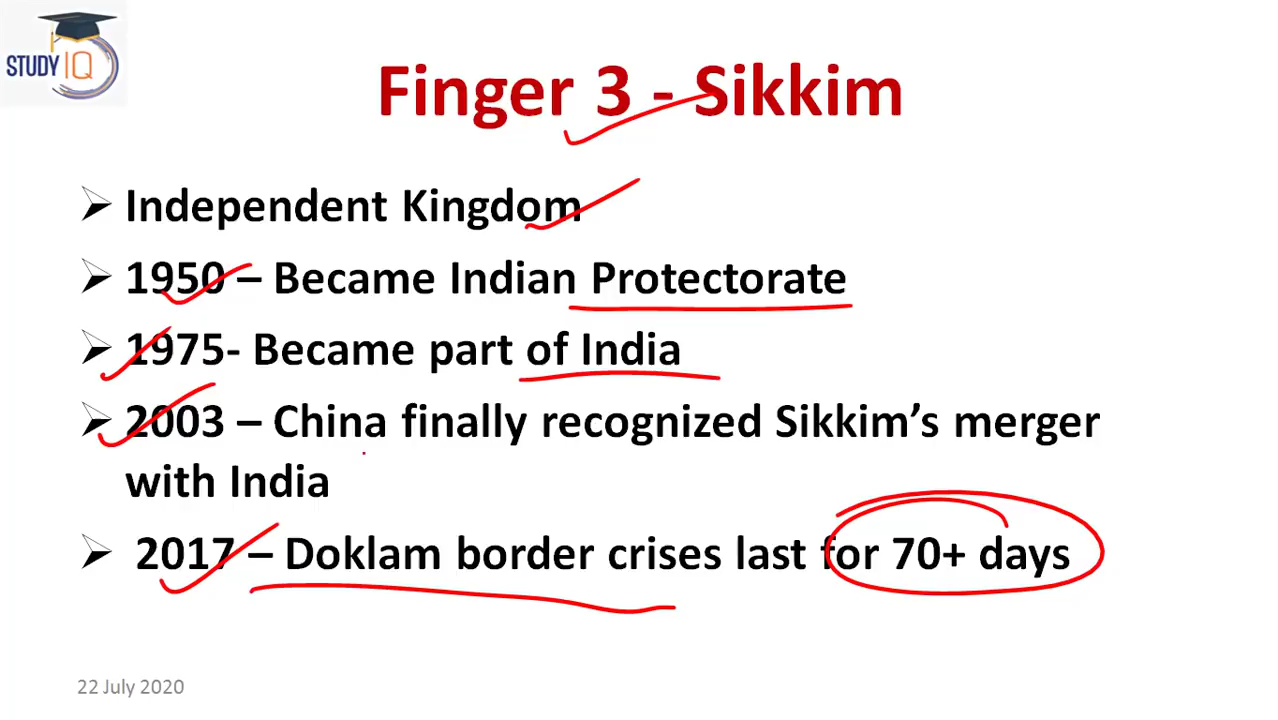 STUDY IQ
Finger 3 - Sikkim
➢ Independent Kingdom
➢ 1950 – Became Indian Protectorate
➢ 1975- Became part of India
➢ 2003 – China finally recognized Sikkim’s merger
with India
➢ 2017 – Doklam border crises last for 70+ days
22 July 2020